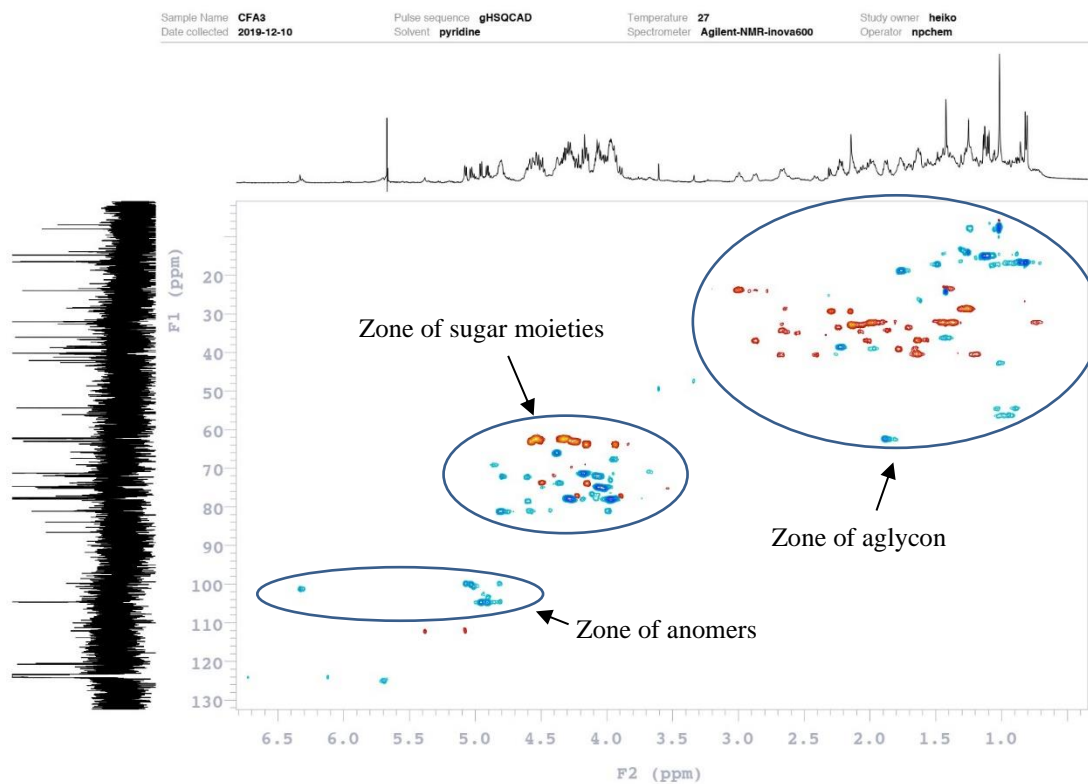 Sample Name CFA3 Pulse sequence gHSQCAD Temperature 27 Study owner heiko
Date collected 2019-12-10 Solvent pyridine Spectrometer Agilent-NMR-inova600 Operator npchem
20
30
40
50
60
70
80
90
100
110
120
130
F1 (ppm)
Zone of sugar moieties
Zone of aglycon
Zone of anomers
6.5 6.0 5.5 5.0 4.5 4.0 3.5 3.0 2.5 2.0 1.5 1.0
F2 (ppm)